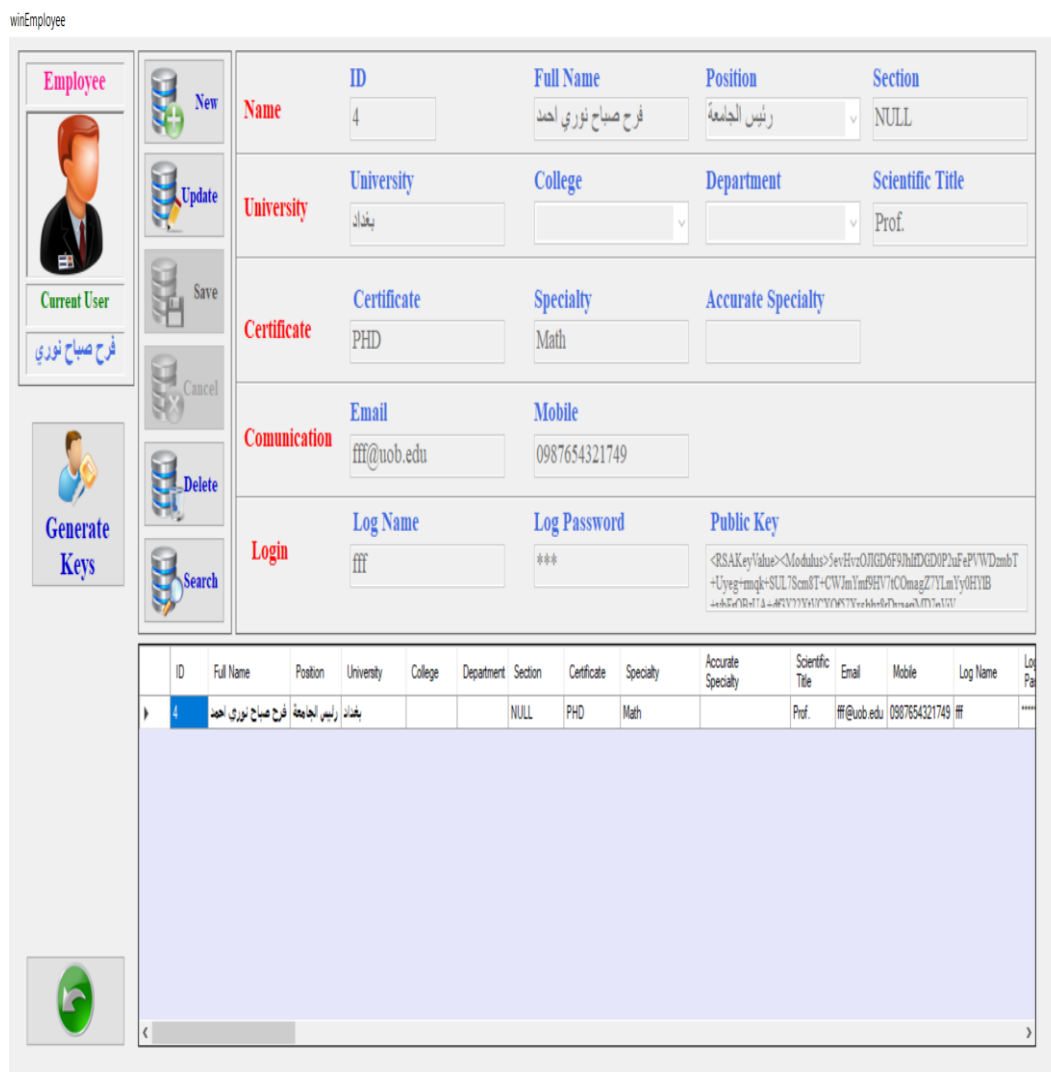 winEmployee
Employee
Current User
فرح صباح نوري
Generate
Keys
New
Update
Save
Cancel
Delete
Search
Name
ID
Full Name
Position
Section
4
فرح صباح نوري احمد
رئيس الجامعة
NULL
University
University
College
Department
Scientific Title
بغداد
Prof.
Certificate
Certificate
Specialty
Accurate Specialty
PHD
Math
Comunication
Email
Mobile
fff@uob.edu
0987654321749
Login
Log Name
Log Password
Public Key
fff
***
<RSAKeyValue><Modulus>5evHvzOJIGD6F9JhlfDGD0P2uFePVWDzmbT
+Uyeg+mqk+SUL7Scm8T+CWJmYmf9HV7tCOmagZ7YLmYy0HYlB
ID Full Name Position University College Department Section Certificate Specialty Accurate Specialty Scientific Title Email Mobile Log Name
4 فرح صباح نوري احمد رئيس الجامعة بغداد NULL PHD Math Prof. fff@uob.edu 0987654321749 fff *****